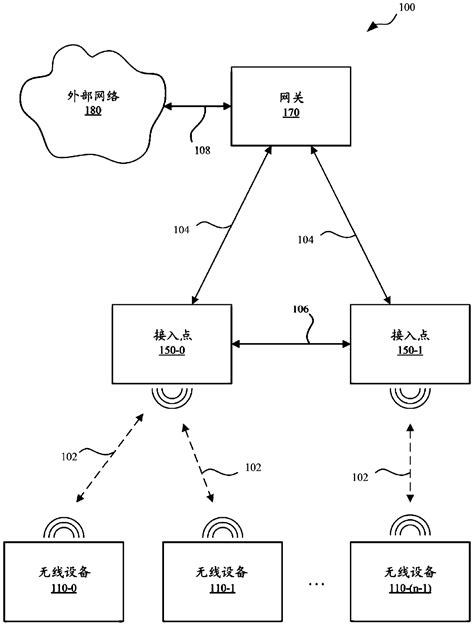 100
外部网络
180
网关
170
108
104
104
接入点
150-0
106
接入点
150-1
102
102
102
无线设备
110-0
无线设备
110-1
...
无线设备
110-(n-1)